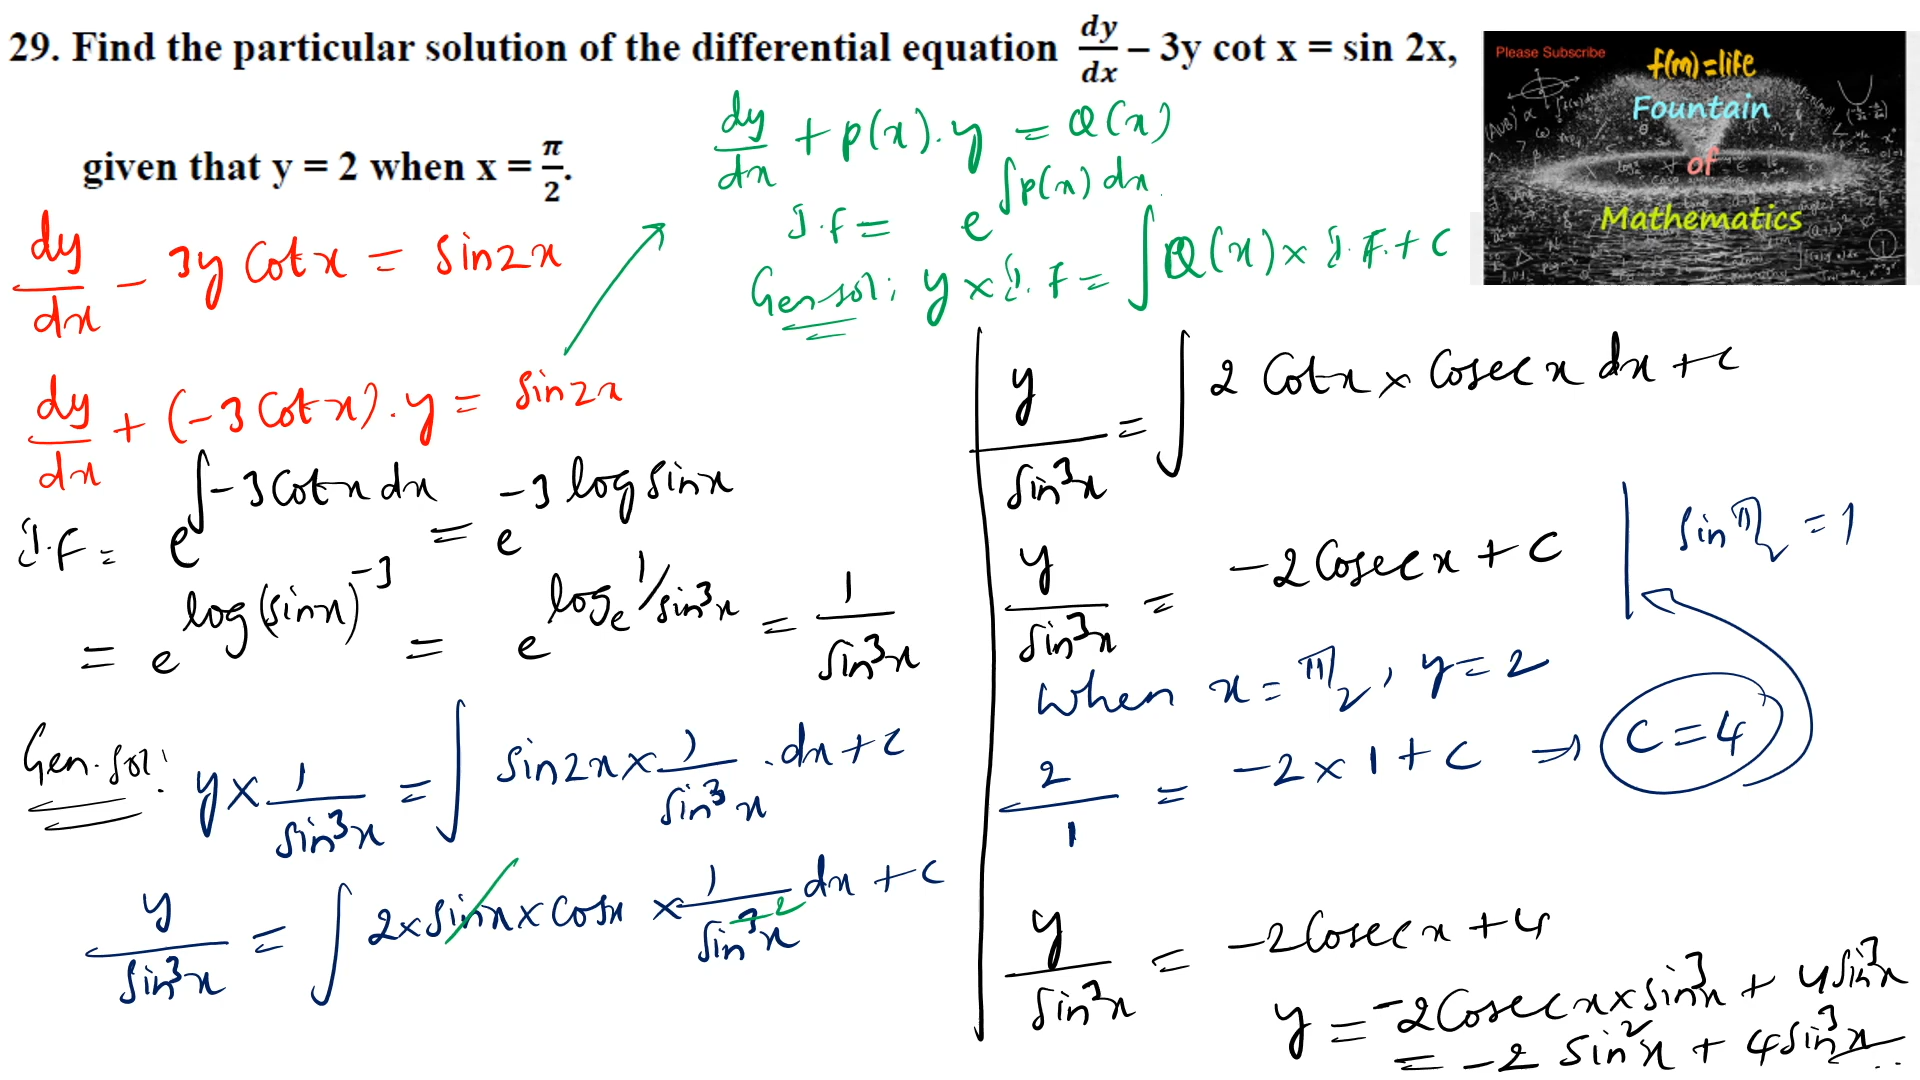 29. Find the particular solution of the differential equation dy/dx – 3y cot x = sin 2x,
given that y = 2 when x = π/2.
Please Subscribe
f(m)=life
Fountain
of
Mathematics
dy/dx + p(x).y = Q(x)
I.F = e^∫p(x) dx
Gen sol: y × I.F = ∫Q(x) × I.F. + C
dy/dx - 3y Cot x = Sin2x
dy/dx + (-3 Cot x).y = Sin2x
I.F = e^∫-3 Cot x dx = e^-3 log Sin x
= e^log (Sin x)^-3 = e^log_e 1/sin³x = 1/Sin³x
Gen. Sol: y × 1/Sin³x = ∫ Sin2x × 1/Sin³x . dx + C
y/Sin³x = ∫ 2 × Sin x × Cos x × 1/Sin³x 2 dx + C
y/Sin³x = ∫ 2 Cot x × Cosec x dx + C
y/Sin³x = -2 Cosec x + C
Sin π/2 = 1
When x = π/2, y = 2
2/1 = -2 × 1 + C ⇒ C = 4
y/Sin³x = -2 Cosec x + 4
y = -2 Cosec x × Sin³x + 4 Sin³x
= -2 Sin²x + 4 Sin³x